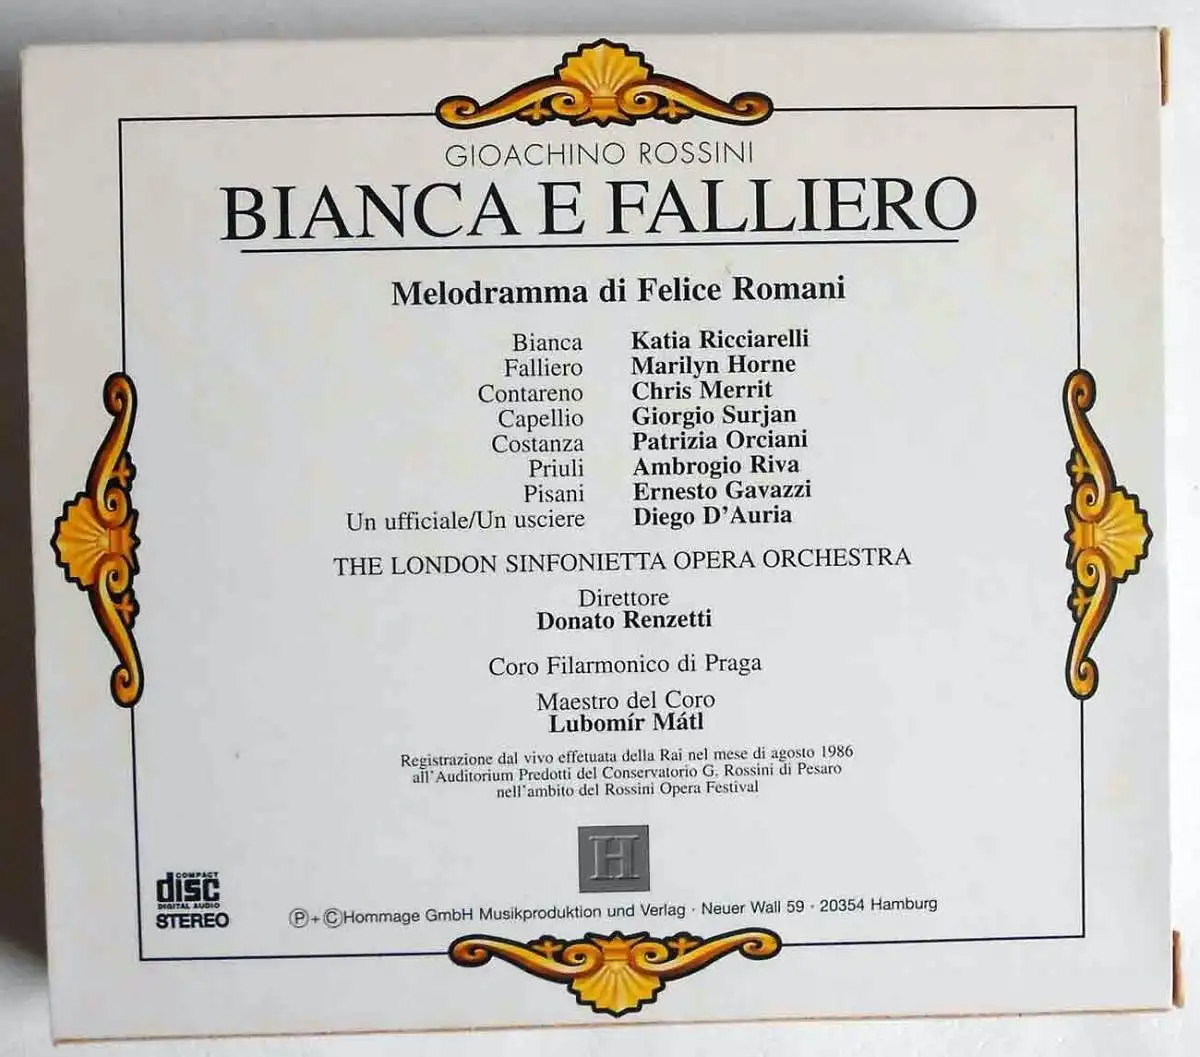 GIOACHINO ROSSINI
BIANCA E FALLIERO
Melodramma di Felice Romani
Bianca Katia Ricciarelli
Falliero Marilyn Horne
Contareno Chris Merrit
Capellio Giorgio Surjan
Costanza Patrizia Orciani
Priuli Ambrogio Riva
Pisani Ernesto Gavazzi
Un ufficiale/Un usciere Diego D'Auria
THE LONDON SINFONIETTA OPERA ORCHESTRA
Direttore
Donato Renzetti
Coro Filarmonico di Praga
Maestro del Coro
Lubomír Mátl
Registrazione dal vivo effetuata della Rai nel mese di agosto 1986
all'Auditorium Predotti del Conservatorio G. Rossini di Pesaro
nell'ambito del Rossini Opera Festival
H
COMPACT
disc
DIGITAL AUDIO
STEREO
Ⓟ+©Hommage GmbH Musikproduktion und Verlag · Neuer Wall 59 · 20354 Hamburg